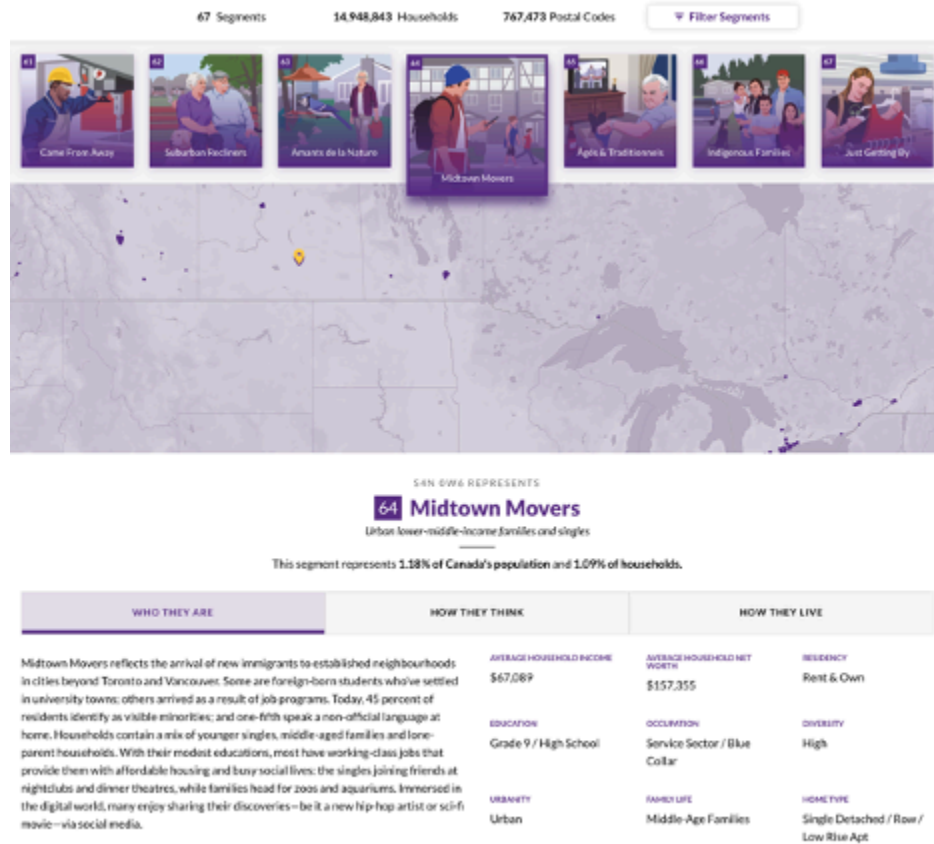 67 Segments 14,948,843 Households 767,473 Postal Codes Filter Segments
61 62 63 64 65 66 67
Came From Away Suburban Recliners Amants de la Nature Midtown Movers Âgés & Traditionnels Indigenous Families Just Getting By
S4N 0W6 REPRESENTS
64 Midtown Movers
Urban lower-middle-income families and singles
This segment represents 1.18% of Canada's population and 1.09% of households.
WHO THEY ARE HOW THEY THINK HOW THEY LIVE
Midtown Movers reflects the arrival of new immigrants to established neighbourhoods
in cities beyond Toronto and Vancouver. Some are foreign-born students who've settled
in university towns; others arrived as a result of job programs. Today, 45 percent of
residents identify as visible minorities; and one-fifth speak a non-official language at
home. Households contain a mix of younger singles, middle-aged families and lone-
parent households. With their modest educations, most have working-class jobs that
provide them with affordable housing and busy social lives: the singles joining friends at
nightclubs and dinner theatres, while families head for zoos and aquariums. Immersed in
the digital world, many enjoy sharing their discoveries—be it a new hip-hop artist or sci-fi
movie—via social media.
AVERAGE HOUSEHOLD INCOME
$67,089
AVERAGE HOUSEHOLD NET
WORTH
$157,355
RESIDENCY
Rent & Own
EDUCATION
Grade 9 / High School
OCCUPATION
Service Sector / Blue
Collar
DIVERSITY
High
URBANITY
Urban
FAMILY LIFE
Middle-Age Families
HOME TYPE
Single Detached / Row /
Low Rise Apt